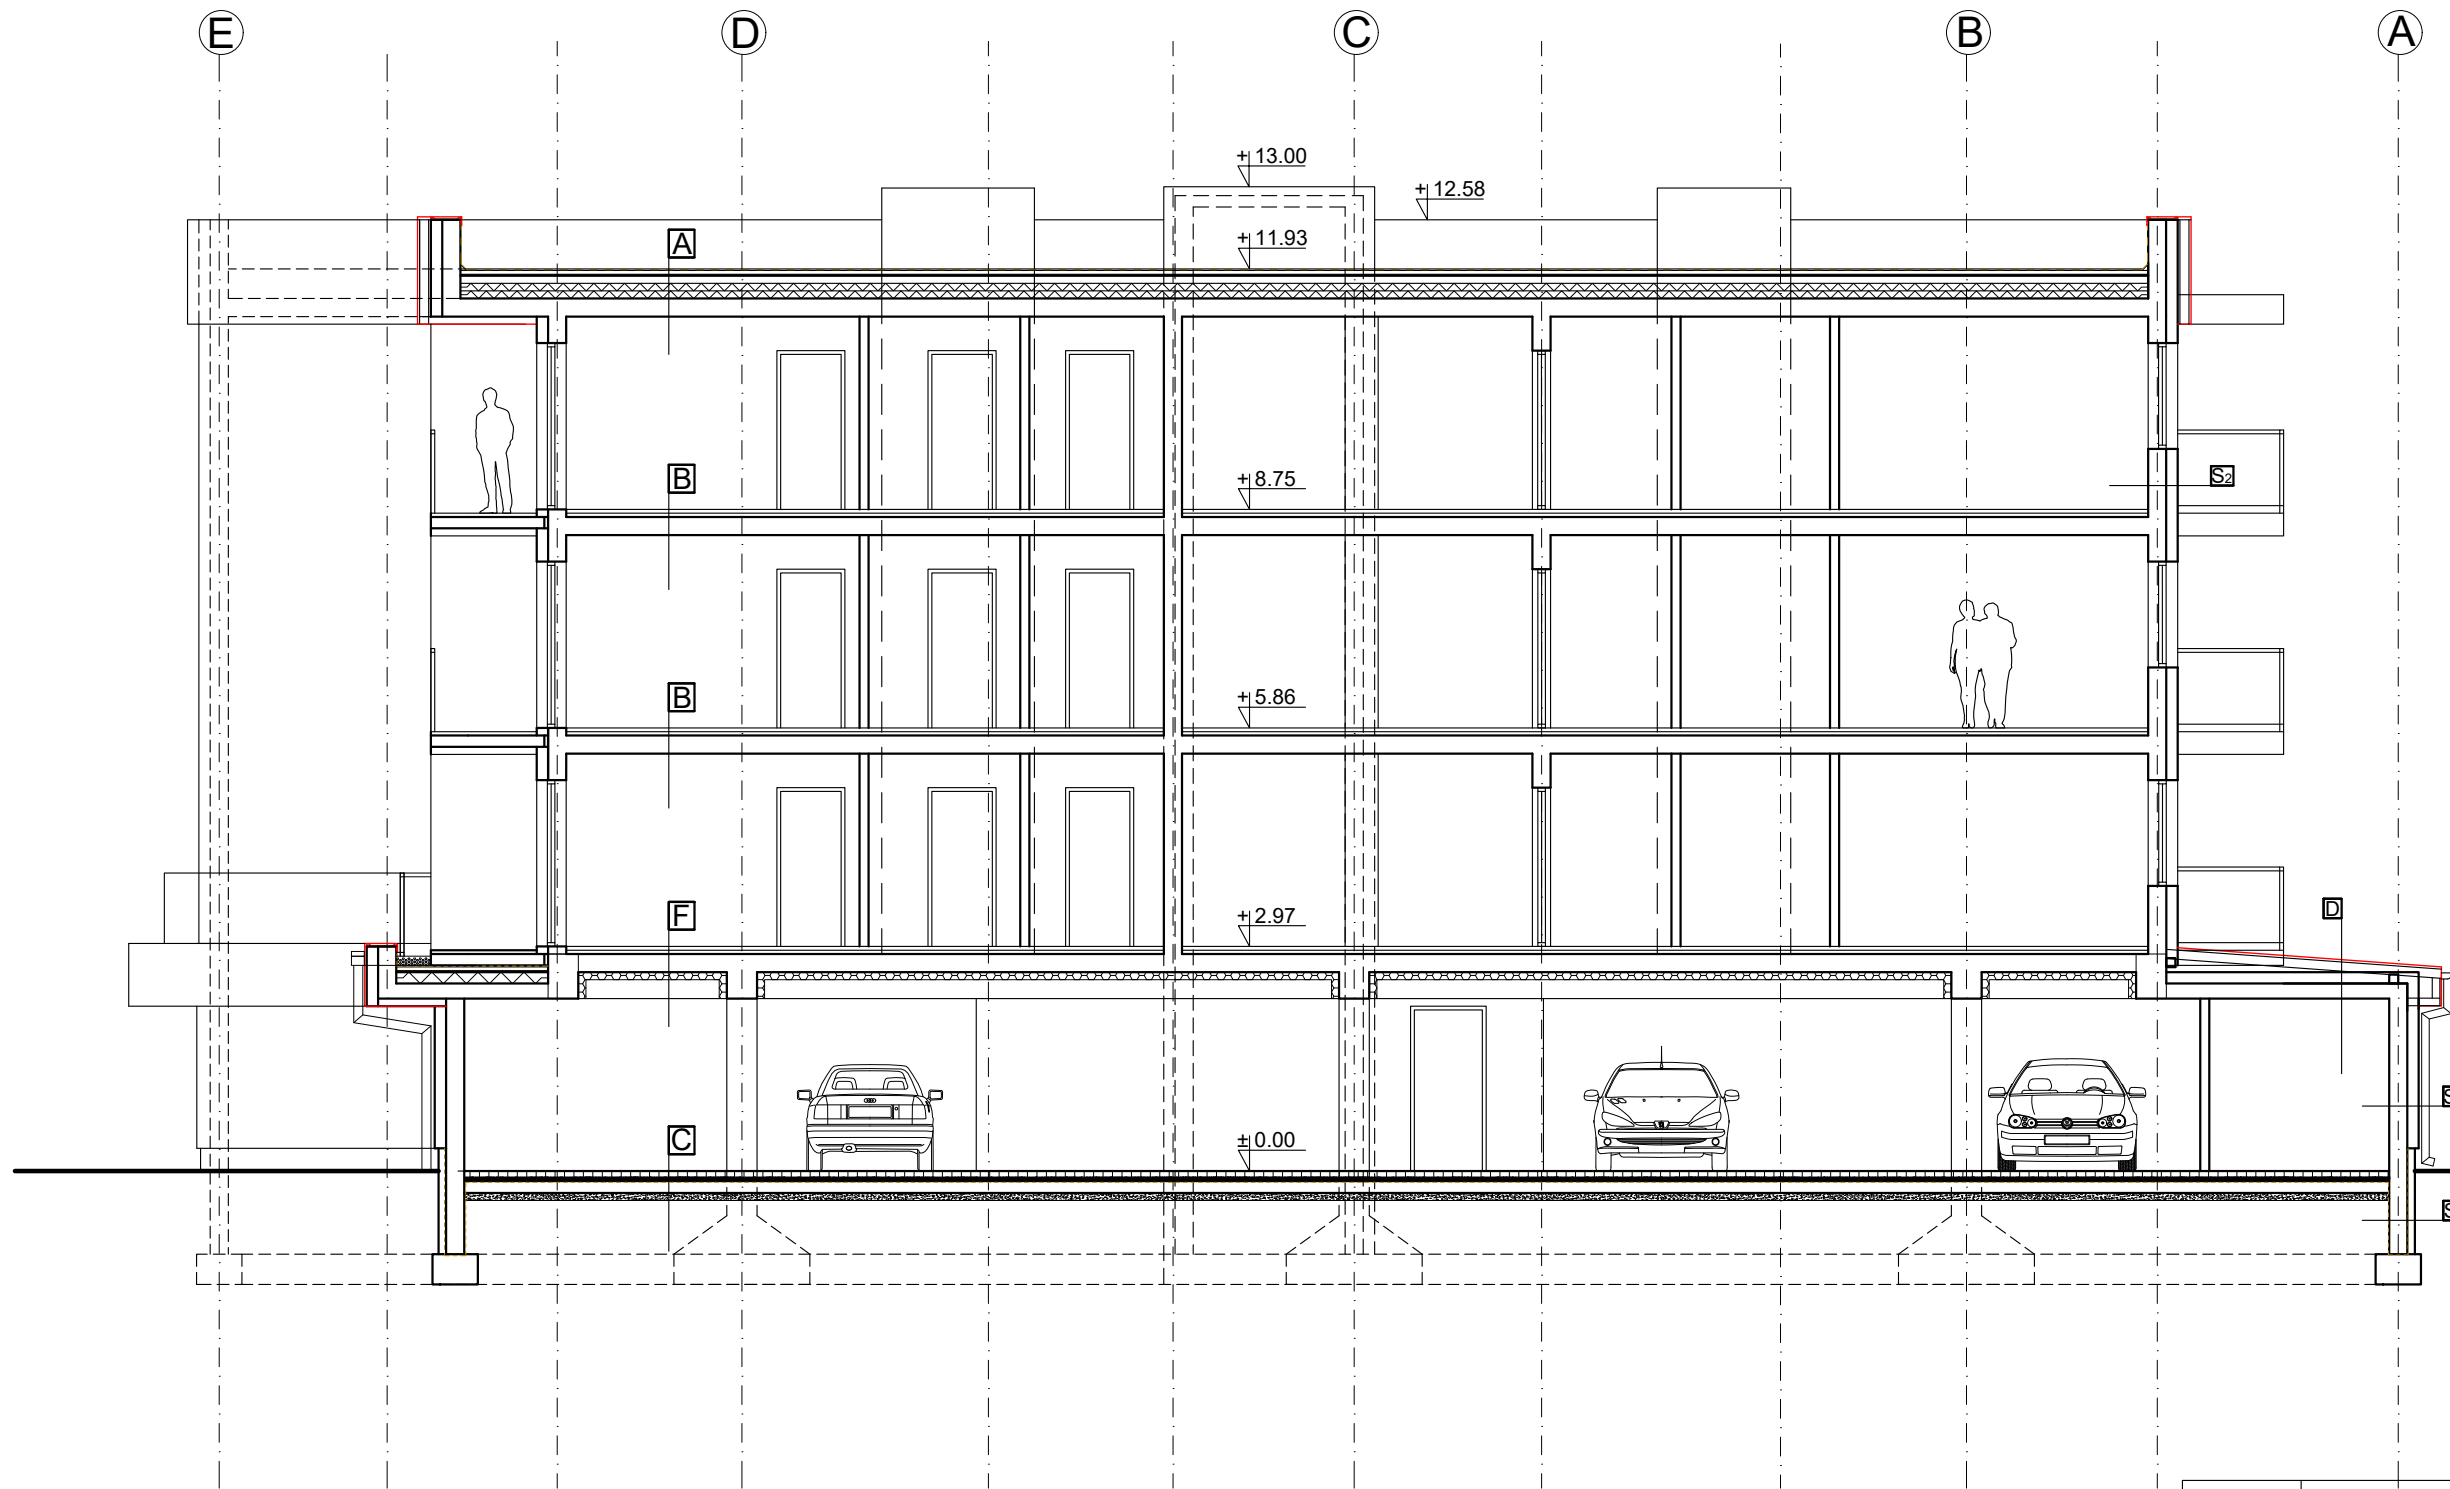 E D C B A
+ 13.00
+ 12.58
A
+ 11.93
B
+ 8.75
S2
B
+ 5.86
F
+ 2.97
D
C
± 0.00